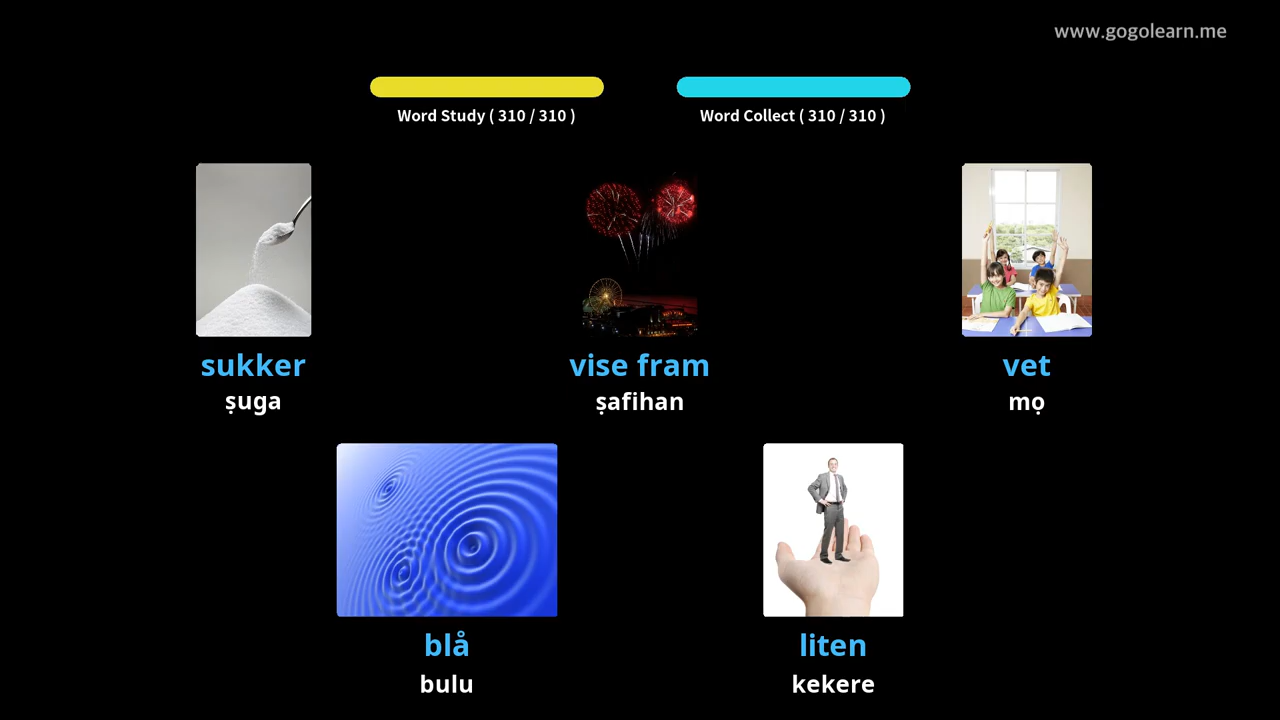 www.gogolearn.me
Word Study ( 310 / 310 )
Word Collect ( 310 / 310 )
sukker
ṣuga
vise fram
ṣafihan
vet
mọ
blå
bulu
liten
kekere